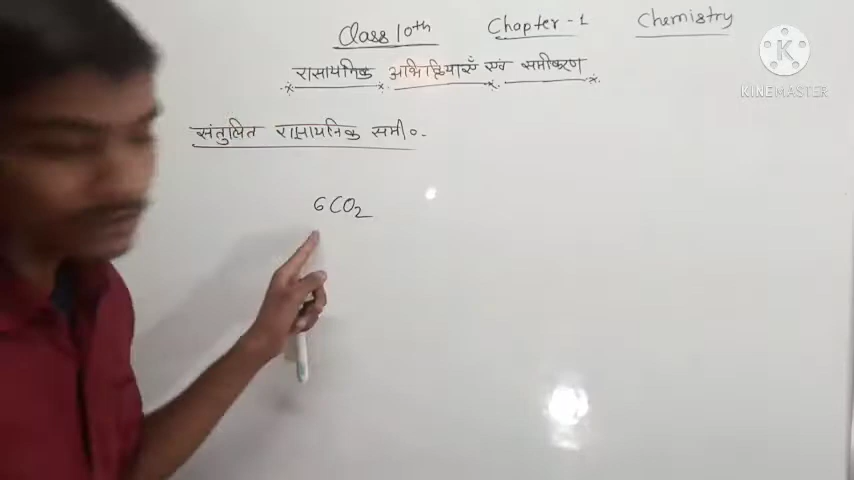 Class 10th Chapter-1 Chemistry
रासायनिक अभिक्रियाएँ एवं समीकरण
संतुलित रासायनिक समी०.
6CO2
KINEMASTER